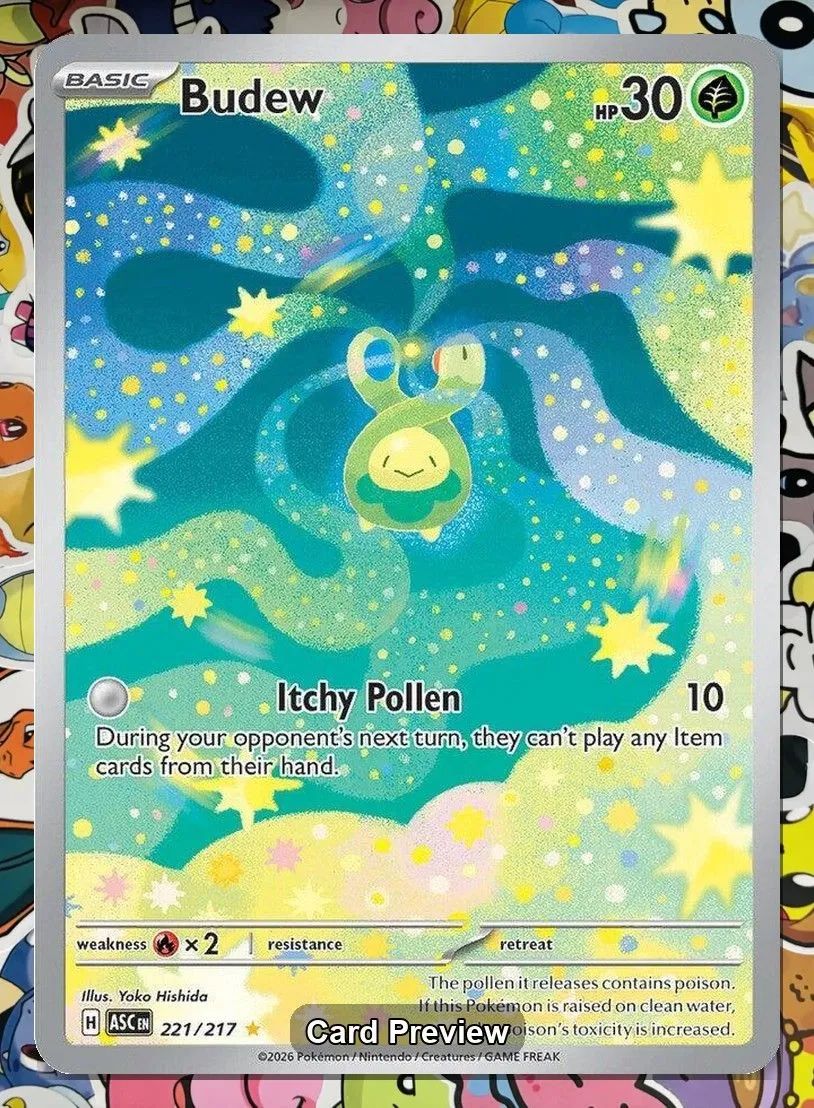 BASIC
Budew
HP30
Itchy Pollen 10
During your opponent's next turn, they can't play any Item
cards from their hand.
weakness ×2 resistance retreat
The pollen it releases contains poison.
Illus. Yoko Hishida
If this Pokémon is raised on clean water,
H ASC EN 221/217
Card Preview
toxicity is increased.
©2026 Pokémon / Nintendo / Creatures / GAME FREAK